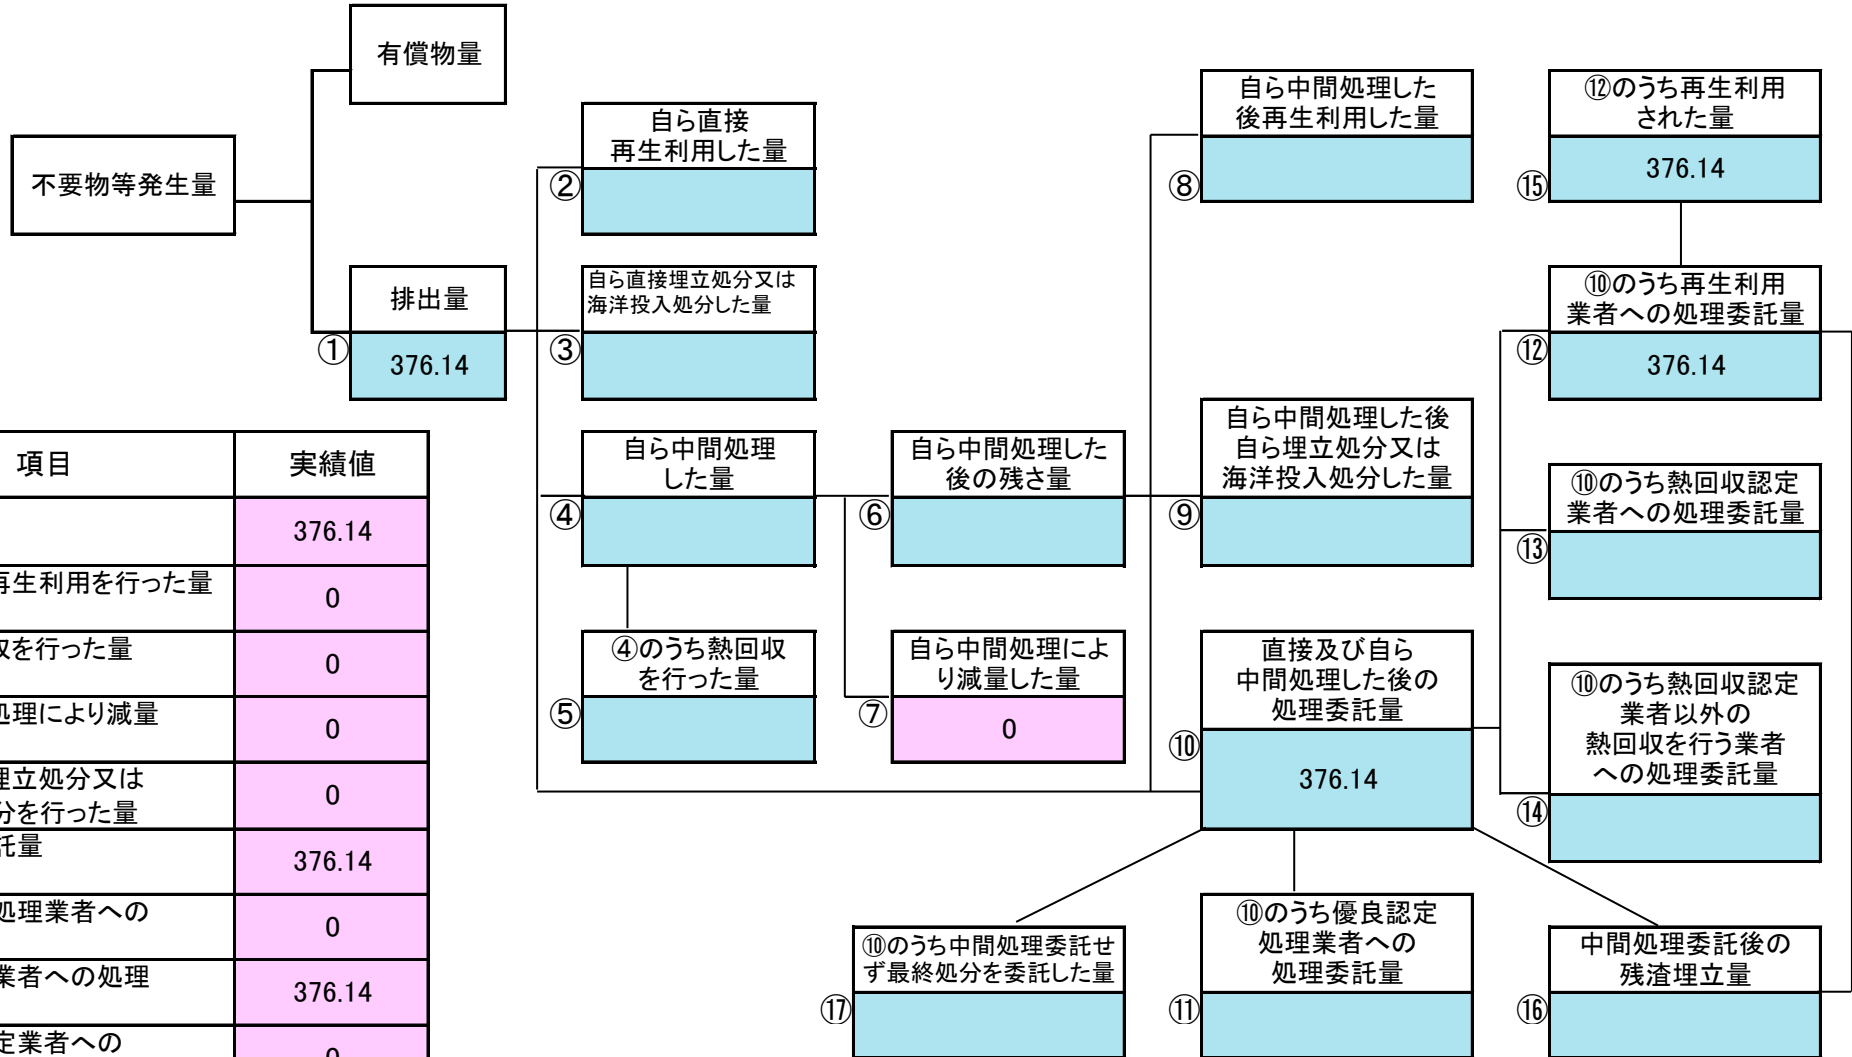 有償物量
不要物等発生量
排出量
①
376.14
自ら直接
再生利用した量
②
自ら直接埋立処分又は
海洋投入処分した量
③
自ら中間処理
した量
④
④のうち熱回収
を行った量
⑤
自ら中間処理した
後の残さ量
⑥
自ら中間処理によ
り減量した量
⑦
0
自ら中間処理した
後再生利用した量
⑧
自ら中間処理した後
自ら埋立処分又は
海洋投入処分した量
⑨
直接及び自ら
中間処理した後の
処理委託量
⑩
376.14
⑫のうち再生利用
された量
⑮
376.14
⑩のうち再生利用
業者への処理委託量
⑫
376.14
⑩のうち熱回収認定
業者への処理委託量
⑬
⑩のうち熱回収認定
業者以外の
熱回収を行う業者
への処理委託量
⑭
⑩のうち中間処理委託せ
ず最終処分を委託した量
⑰
⑩のうち優良認定
処理業者への
処理委託量
⑪
中間処理委託後の
残渣埋立量
⑯
項目 実績値
376.14
再生利用を行った量 0
を行った量 0
処理により減量 0
埋立処分又は
分を行った量 0
託量 376.14
処理業者への 0
業者への処理 376.14
定業者への 0